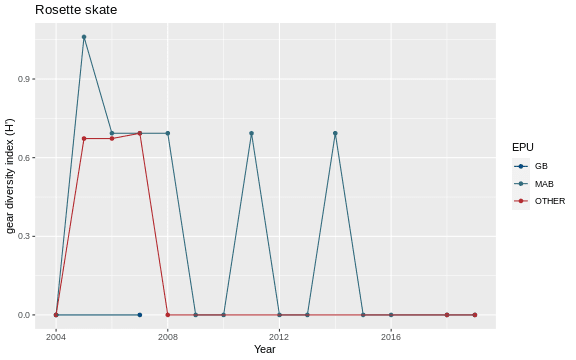 Rosette skate
gear diversity index (H')
0.9
0.6
0.3
0.0
2004
2008
2012
2016
Year
EPU
GB
MAB
OTHER